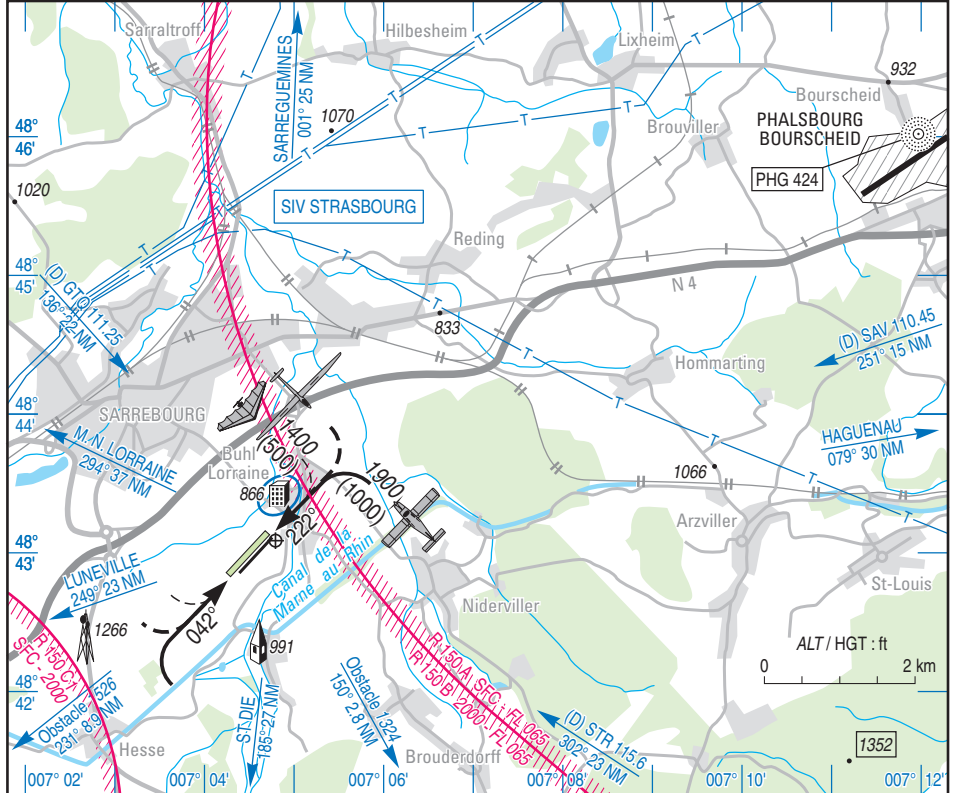 Sarraltroff
Hilbesheim
Lixheim
932
Bourscheid
SARREGUEMINES
001° 25 NM
1070
Brouviller
PHALSBOURG
BOURSCHEID
48°
46'
PHG 424
1020
SIV STRASBOURG
Reding
48°
45'
(D) GTQ 111.25
136° 22 NM
N 4
833
(D) SAV 110.45
251° 15 NM
Hommarting
48°
44'
SARREBOURG
M.N. LORRAINE
294° 37 NM
HAGUENAU
079° 30 NM
1400
(500)
Buhl
Lorraine
1900
(1000)
1066
866
222°
Arzviller
48°
43'
Canal de la
Marne au Rhin
LUNEVILLE
249° 23 NM
St-Louis
Niderviller
042°
1266
991
R 150 C1
SFC - 2000
R 150 A SFC - FL 065
R 150 B 2000 - FL 065
ALT / HGT : ft
0 2 km
48°
42'
Obstacle 1526
231° 8.9 NM
ST DIE
185° 27 NM
Obstacle 1324
150° 2.8 NM
(D) STR 115.6
302° 23 NM
1352
Hesse
Brouderdorff
007° 02'
007° 04'
007° 06'
007° 08'
007° 10'
007° 12'
T
T
T
T
T
T
T
T
T
T
T
T